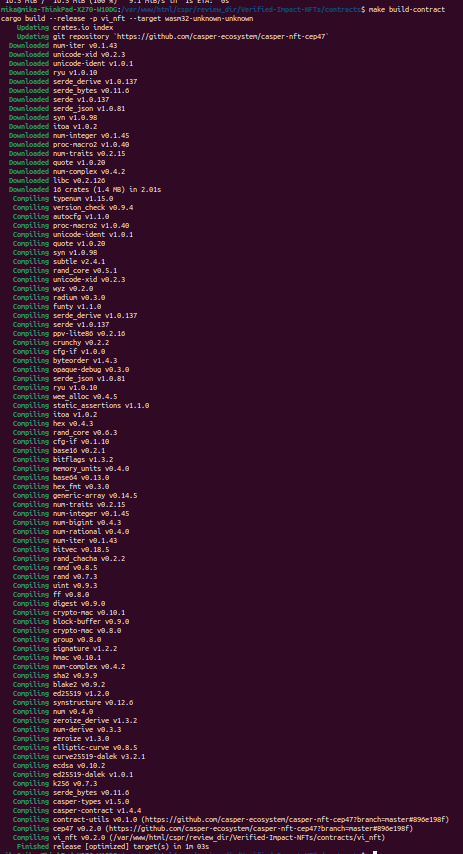 mika@mika-ThinkPad-X270-W10DG:/var/www/html/cspr/review_dir/Verified-Impact-NFTs/contracts$ make build-contract
cargo build --release -p vi_nft --target wasm32-unknown-unknown
Updating crates.io index
Updating git repository `https://github.com/casper-ecosystem/casper-nft-cep47`
Downloaded num-iter v0.1.43
Downloaded unicode-xid v0.2.3
Downloaded unicode-ident v1.0.1
Downloaded ryu v1.0.10
Downloaded serde_derive v1.0.137
Downloaded serde_bytes v0.11.6
Downloaded serde v1.0.137
Downloaded serde_json v1.0.81
Downloaded syn v1.0.98
Downloaded itoa v1.0.2
Downloaded num-integer v0.1.45
Downloaded proc-macro2 v1.0.40
Downloaded num-traits v0.2.15
Downloaded quote v1.0.20
Downloaded num-complex v0.4.2
Downloaded libc v0.2.126
Downloaded 16 crates (1.4 MB) in 2.01s
Compiling typenum v1.15.0
Compiling version_check v0.9.4
Compiling autocfg v1.1.0
Compiling proc-macro2 v1.0.40
Compiling unicode-ident v1.0.1
Compiling quote v1.0.20
Compiling syn v1.0.98
Compiling subtle v2.4.1
Compiling rand_core v0.5.1
Compiling unicode-xid v0.2.3
Compiling wyz v0.2.0
Compiling radium v0.3.0
Compiling funty v1.1.0
Compiling serde_derive v1.0.137
Compiling serde v1.0.137
Compiling ppv-lite86 v0.2.16
Compiling crunchy v0.2.2
Compiling cfg-if v1.0.0
Compiling byteorder v1.4.3
Compiling opaque-debug v0.3.0
Compiling serde_json v1.0.81
Compiling ryu v1.0.10
Compiling wee_alloc v0.4.5
Compiling static_assertions v1.1.0
Compiling itoa v1.0.2
Compiling hex v0.4.3
Compiling rand_core v0.6.3
Compiling cfg-if v0.1.10
Compiling base16 v0.2.1
Compiling bitflags v1.3.2
Compiling memory_units v0.4.0
Compiling base64 v0.13.0
Compiling hex_fmt v0.3.0
Compiling generic-array v0.14.5
Compiling num-traits v0.2.15
Compiling num-integer v0.1.45
Compiling num-bigint v0.4.3
Compiling num-rational v0.4.0
Compiling num-iter v0.1.43
Compiling bitvec v0.18.5
Compiling rand_chacha v0.2.2
Compiling rand v0.8.5
Compiling rand v0.7.3
Compiling uint v0.9.3
Compiling ff v0.8.0
Compiling digest v0.9.0
Compiling crypto-mac v0.10.1
Compiling block-buffer v0.9.0
Compiling crypto-mac v0.8.0
Compiling group v0.8.0
Compiling signature v1.2.2
Compiling hmac v0.10.1
Compiling num-complex v0.4.2
Compiling sha2 v0.9.9
Compiling blake2 v0.9.2
Compiling ed25519 v1.2.0
Compiling synstructure v0.12.6
Compiling num v0.4.0
Compiling zeroize_derive v1.3.2
Compiling num-derive v0.3.3
Compiling zeroize v1.3.0
Compiling elliptic-curve v0.8.5
Compiling curve25519-dalek v3.2.1
Compiling ecdsa v0.10.2
Compiling ed25519-dalek v1.0.1
Compiling k256 v0.7.3
Compiling serde_bytes v0.11.6
Compiling casper-types v1.5.0
Compiling casper-contract v1.4.4
Compiling contract-utils v0.1.0 (https://github.com/casper-ecosystem/casper-nft-cep47?branch=master#896e198f)
Compiling cep47 v0.2.0 (https://github.com/casper-ecosystem/casper-nft-cep47?branch=master#896e198f)
Compiling vi_nft v0.2.0 (/var/www/html/cspr/review_dir/Verified-Impact-NFTs/contracts/vi_nft)
Finished release [optimized] target(s) in 1m 03s